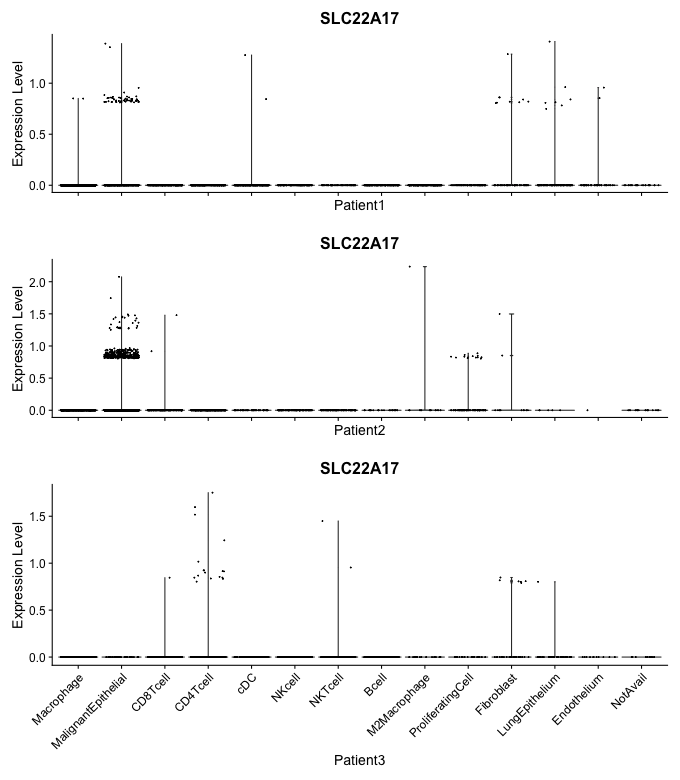 SLC22A17
Expression Level
1.0
0.5
0.0
Patient1
SLC22A17
Expression Level
2.0
1.5
1.0
0.5
0.0
Patient2
SLC22A17
Expression Level
1.5
1.0
0.5
0.0
Macrophage
MalignantEpithelial
CD8Tcell
CD4Tcell
cDC
NKcell
NKTcell
Bcell
M2Macrophage
ProliferatingCell
Fibroblast
LungEpithelium
Endothelium
NotAvail
Patient3